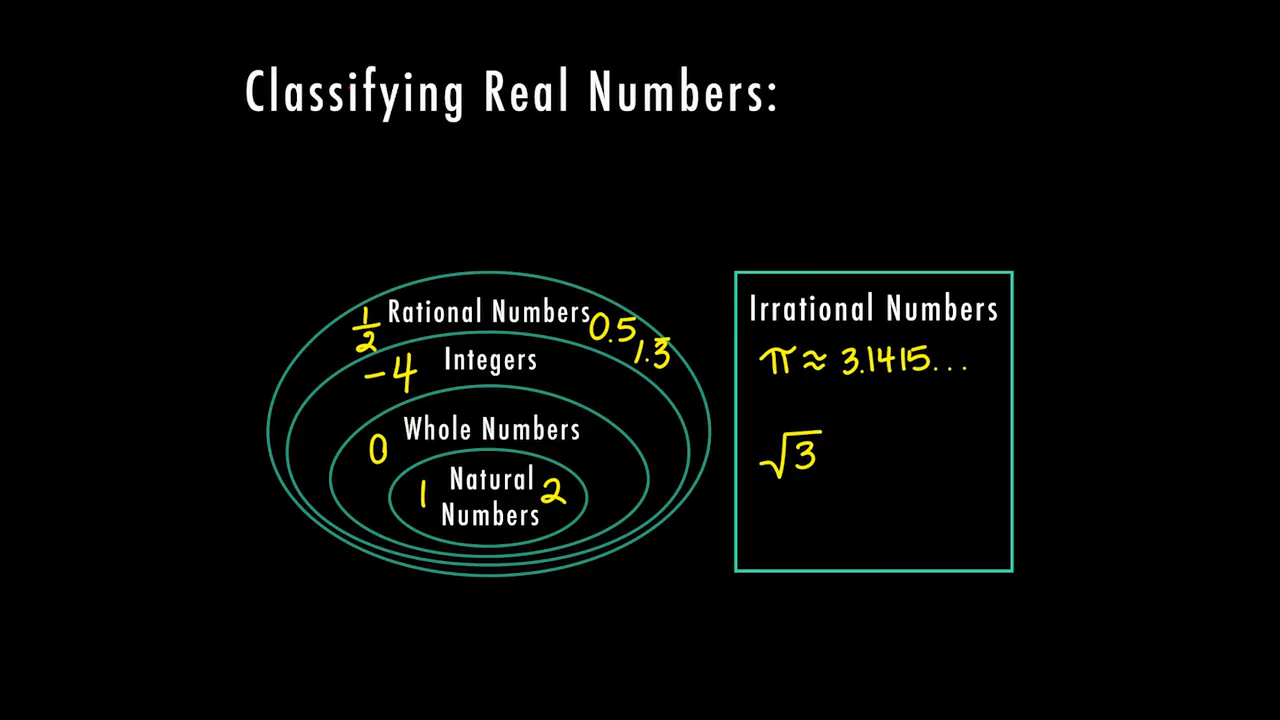 Classifying Real Numbers:
1/2 Rational Numbers 0.5 1.3̅
-4 Integers
Whole Numbers
0
1 Natural 2
Numbers
Irrational Numbers
π ≈ 3.1415...
√3